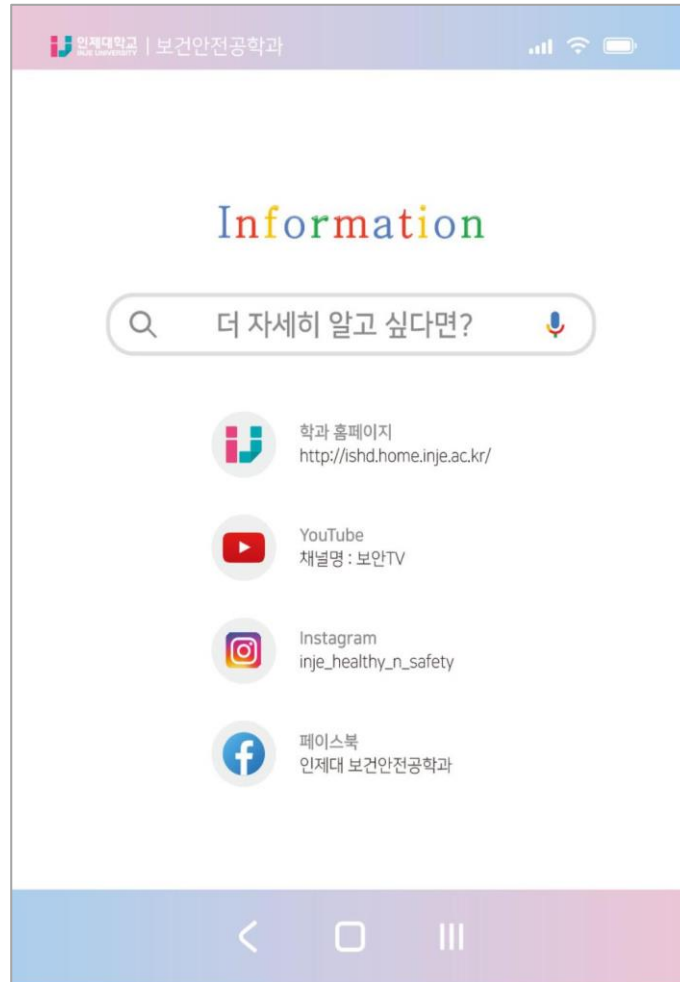 인제대학교 | 보건안전공학과
INJE UNIVERSITY
Information
더 자세히 알고 싶다면?
학과 홈페이지
http://ishd.home.inje.ac.kr/
YouTube
채널명 : 보안TV
Instagram
inje_healthy_n_safety
페이스북
인제대 보건안전공학과